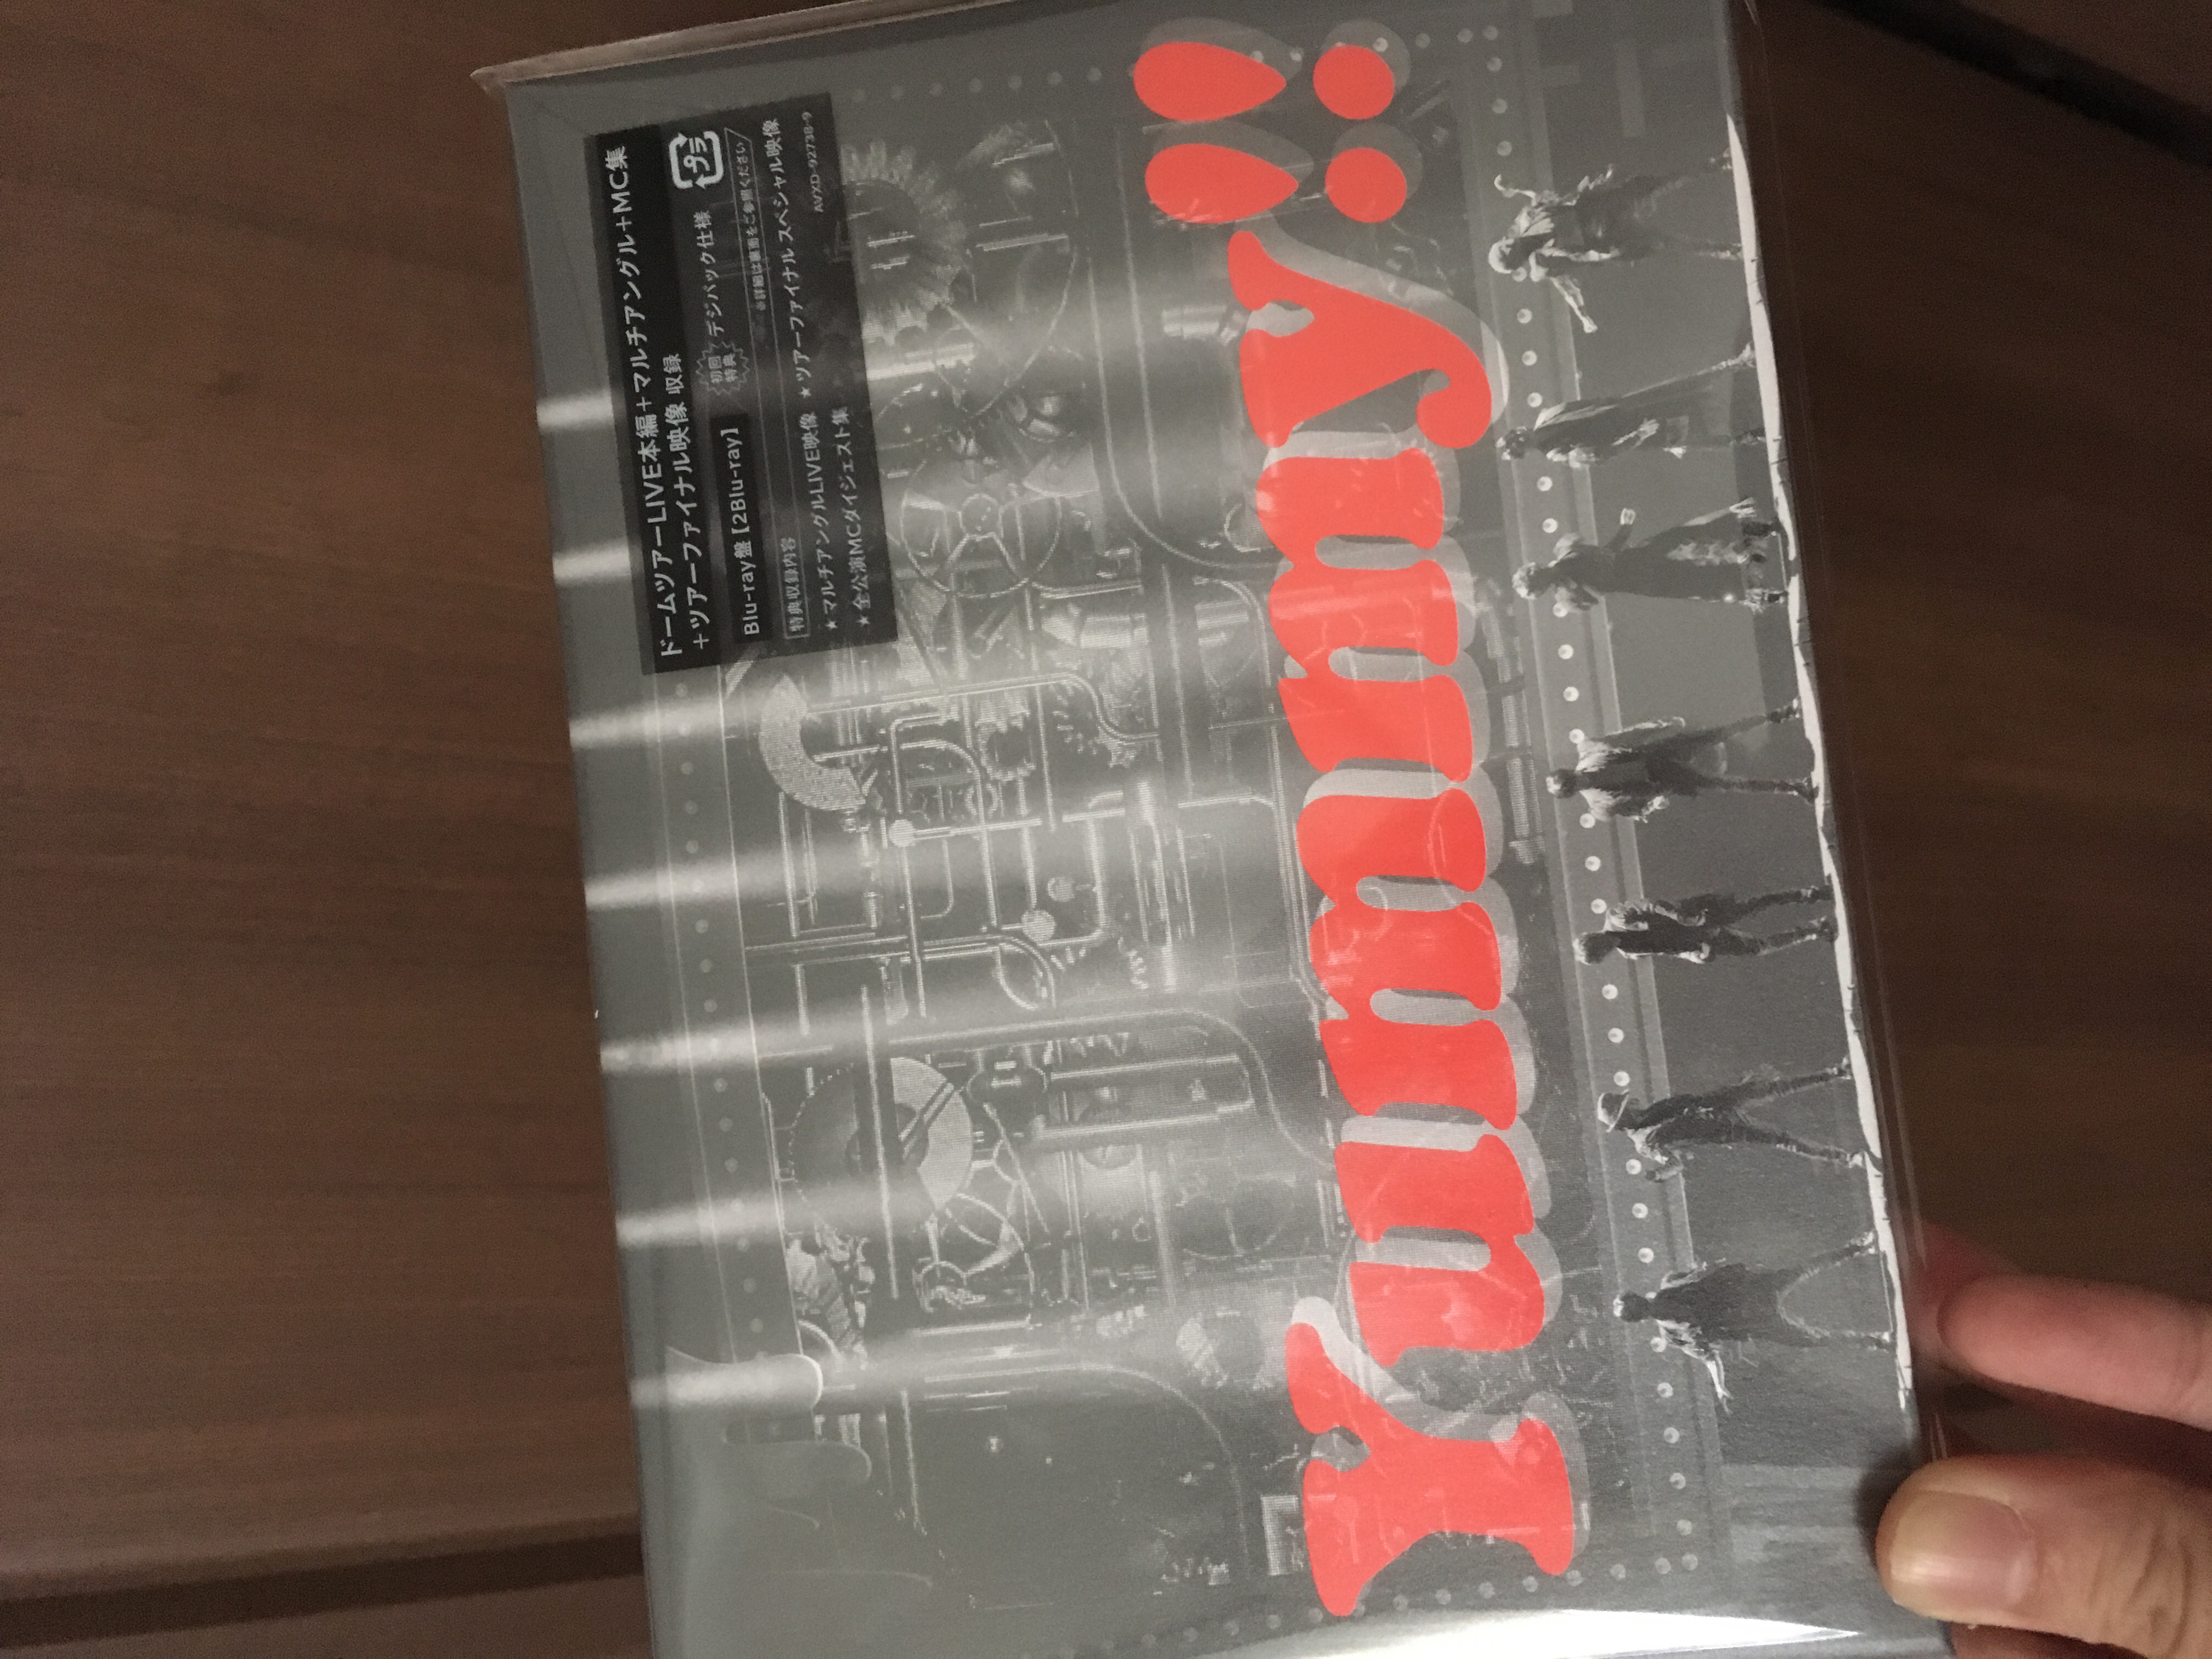 ドームツアーLIVE本編+マルチアングル+MC集
+ツアーファイナル映像 収録
プラ
Blu-ray盤【2Blu-ray】 初回特典 デジパック仕様
※詳細は裏面をご参照ください
特典収録内容
★マルチアングルLIVE映像 ★ツアーファイナルスペシャル映像
★全公演MCダイジェスト集
AVXD-92738-9
Yummy!!